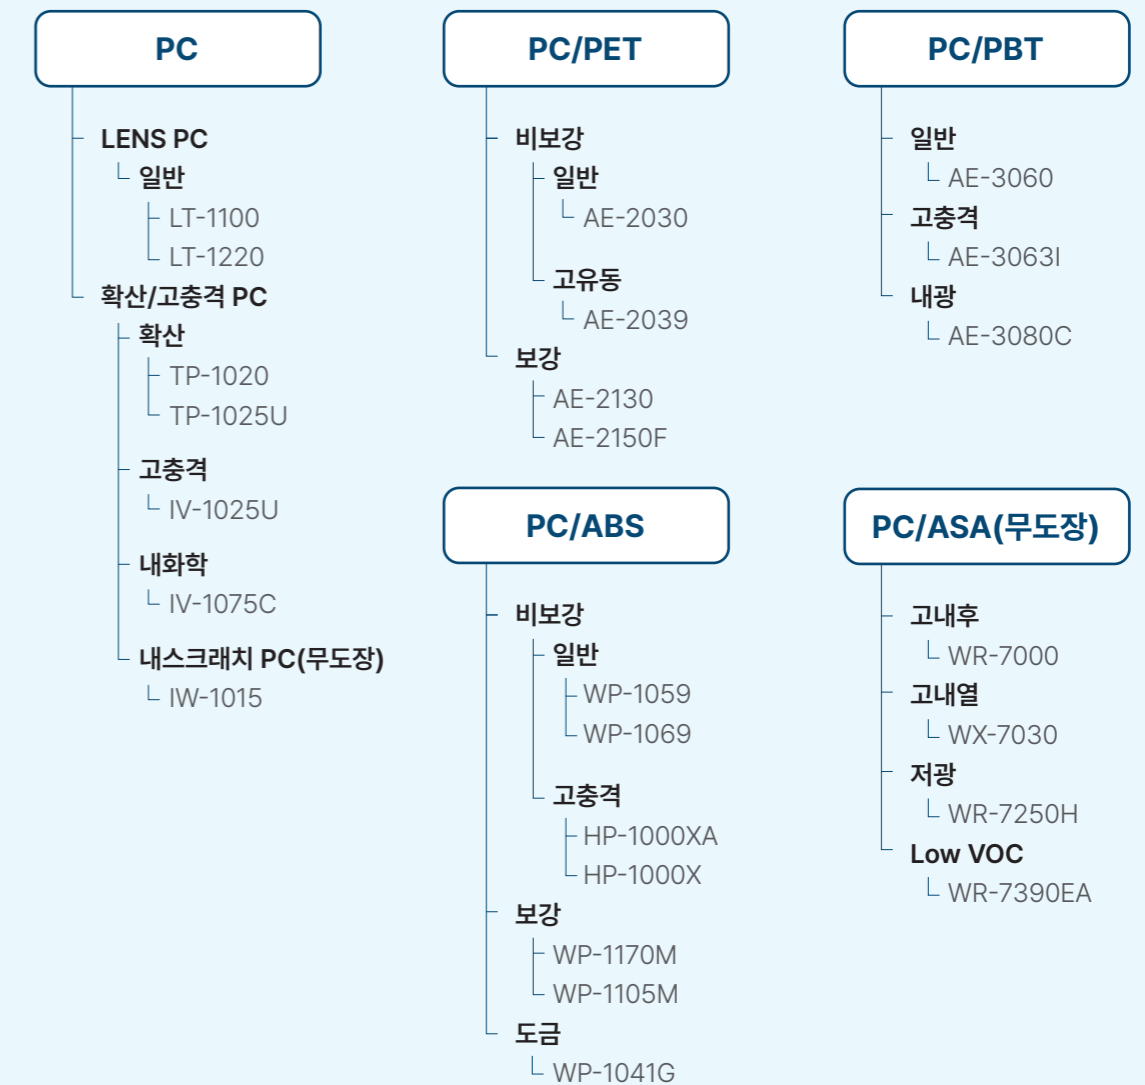 PC
LENS PC
일반
LT-1100
LT-1220
확산/고충격 PC
확산
TP-1020
TP-1025U
고충격
IV-1025U
내화학
IV-1075C
내스크래치 PC(무도장)
IW-1015
PC/PET
비보강
일반
AE-2030
고유동
AE-2039
보강
AE-2130
AE-2150F
PC/PBT
일반
AE-3060
고충격
AE-3063I
내광
AE-3080C
PC/ABS
비보강
일반
WP-1059
WP-1069
고충격
HP-1000XA
HP-1000X
보강
WP-1170M
WP-1105M
도금
WP-1041G
PC/ASA(무도장)
고내후
WR-7000
고내열
WX-7030
저광
WR-7250H
Low VOC
WR-7390EA